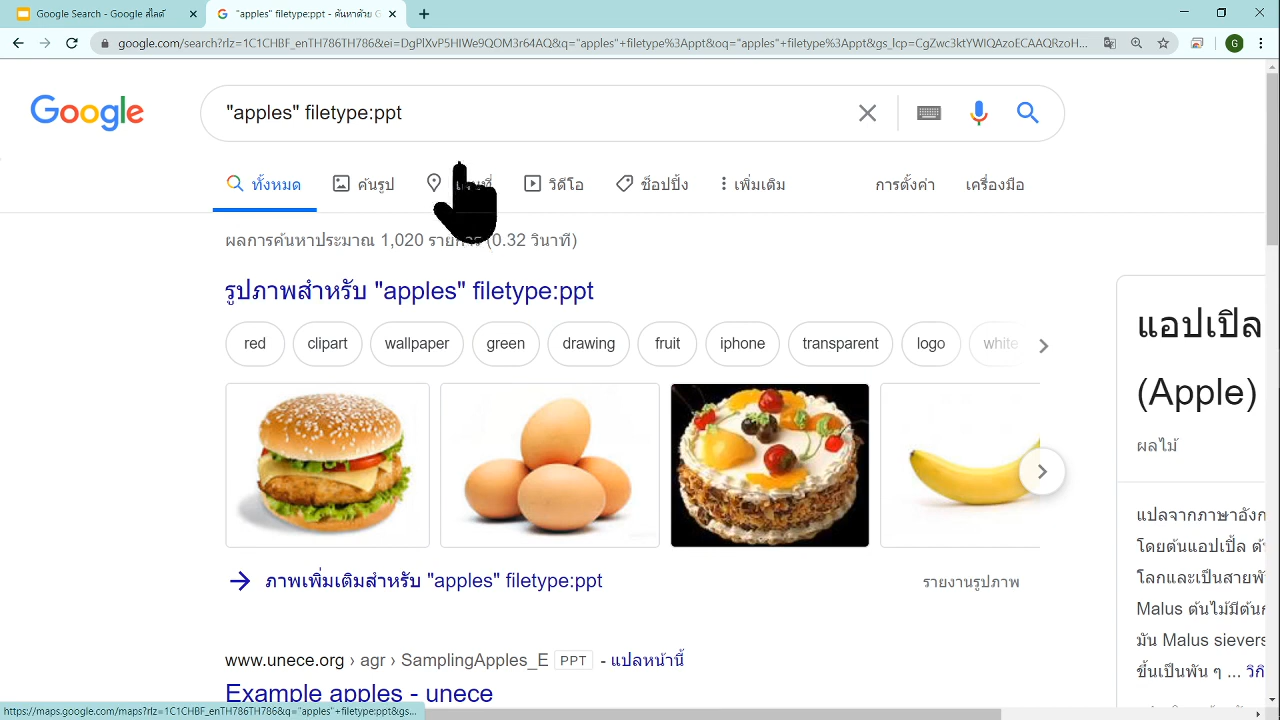 Google Search - Google สไลด์
"apples" filetype:ppt - ค้นหาด้วย G
google.com/search?rlz=1C1CHBF_enTH786TH786&ei=DgPlXvP5HIWe9QOM3r64AQ&q="apples"+filetype%3Appt&oq="apples"+filetype%3Appt&gs_lcp=CgZwc3ktYWIQAzoECAAQRzoH...
G
Google
"apples" filetype:ppt
ทั้งหมด
ค้นรูป
วิดีโอ
ช็อปปิ้ง
เพิ่มเติม
การตั้งค่า
เครื่องมือ
ผลการค้นหาประมาณ 1,020 รายการ (0.32 วินาที)
รูปภาพสำหรับ "apples" filetype:ppt
red
clipart
wallpaper
green
drawing
fruit
iphone
transparent
logo
white
ภาพเพิ่มเติมสำหรับ "apples" filetype:ppt
รายงานรูปภาพ
www.unece.org › agr › SamplingApples_E PPT - แปลหน้านี้
Example apples - unece
แอปเปิล
(Apple)
ผลไม้
แปลจากภาษาอังก
โดยต้นแอปเปิ้ล ต้
โลกและเป็นสายพั
Malus ต้นไม้มีต้นก
มัน Malus sievers
ขึ้นเป็นพัน ๆ ... วิกิ
https://maps.google.com/maps?rlz=1C1CHBF_enTH786TH786&q="apples"+filetype:ppt&gs...